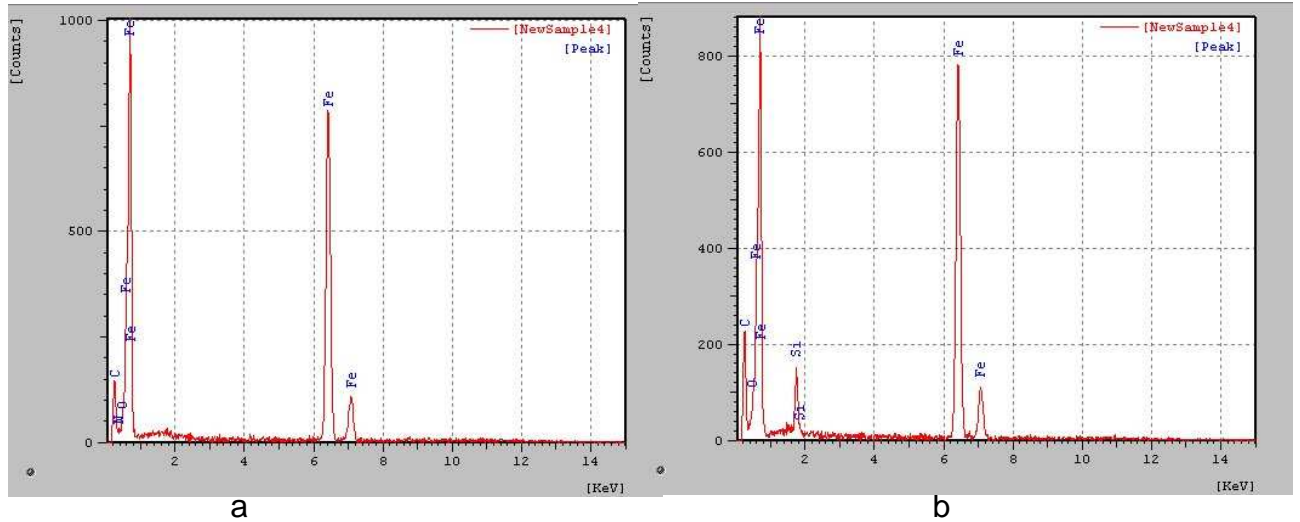 [Counts]
1000
500
0
2
4
6
8
10
12
14
[KeV]
[NewSample4]
[Peak]
Fe
Fe
Fe
C
N
O
Fe
Fe
a
[Counts]
800
600
400
200
0
2
4
6
8
10
12
14
[KeV]
[NewSample4]
[Peak]
Fe
Fe
Fe
C
O
Si
Si
Fe
Fe
b